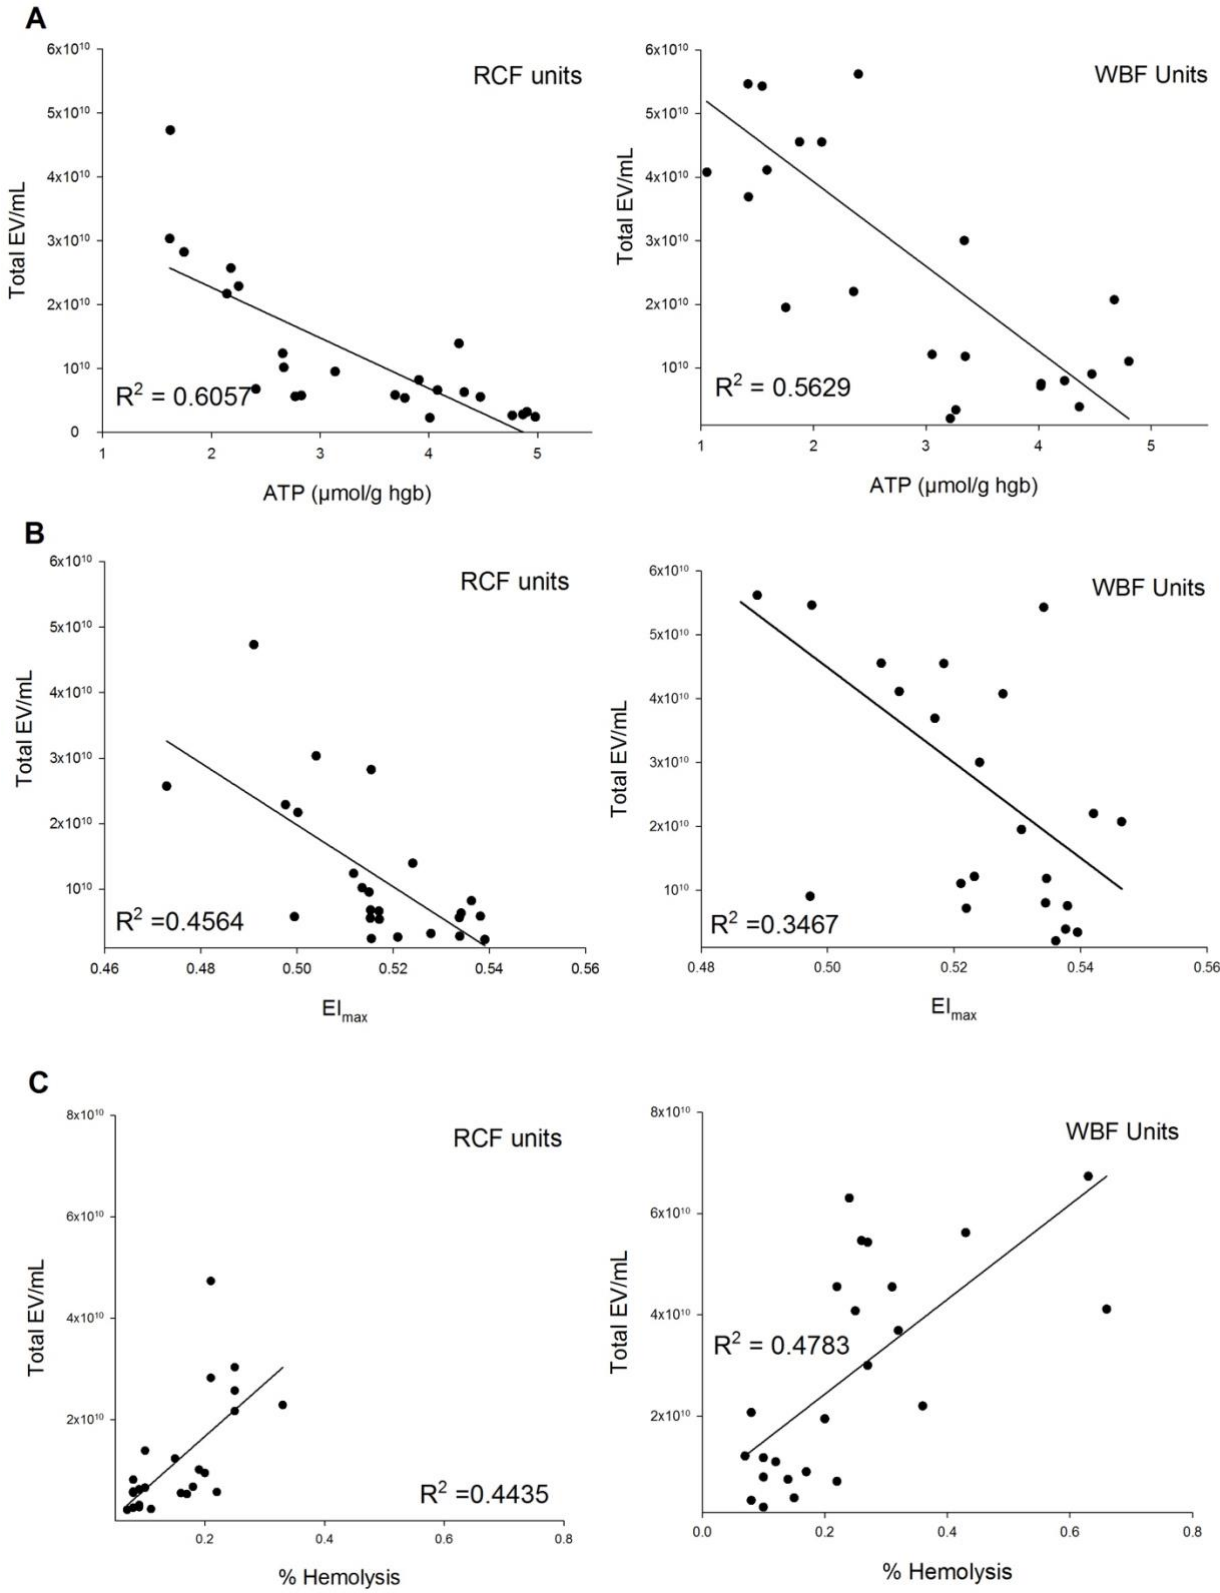 A
RCF units
Total EV/mL
6x10¹⁰
5x10¹⁰
4x10¹⁰
3x10¹⁰
2x10¹⁰
10¹⁰
0
R² = 0.6057
1 2 3 4 5
ATP (µmol/g hgb)
WBF Units
Total EV/mL
6x10¹⁰
5x10¹⁰
4x10¹⁰
3x10¹⁰
2x10¹⁰
10¹⁰
R² = 0.5629
1 2 3 4 5
ATP (µmol/g hgb)
B
RCF units
Total EV/mL
6x10¹⁰
5x10¹⁰
4x10¹⁰
3x10¹⁰
2x10¹⁰
10¹⁰
R² =0.4564
0.46 0.48 0.50 0.52 0.54 0.56
EIₘₐₓ
WBF Units
Total EV/mL
6x10¹⁰
5x10¹⁰
4x10¹⁰
3x10¹⁰
2x10¹⁰
10¹⁰
R² =0.3467
0.48 0.50 0.52 0.54 0.56
EIₘₐₓ
C
RCF units
Total EV/mL
8x10¹⁰
6x10¹⁰
4x10¹⁰
2x10¹⁰
R² =0.4435
0.2 0.4 0.6 0.8
% Hemolysis
WBF Units
Total EV/mL
8x10¹⁰
6x10¹⁰
4x10¹⁰
2x10¹⁰
R² = 0.4783
0.0 0.2 0.4 0.6 0.8
% Hemolysis